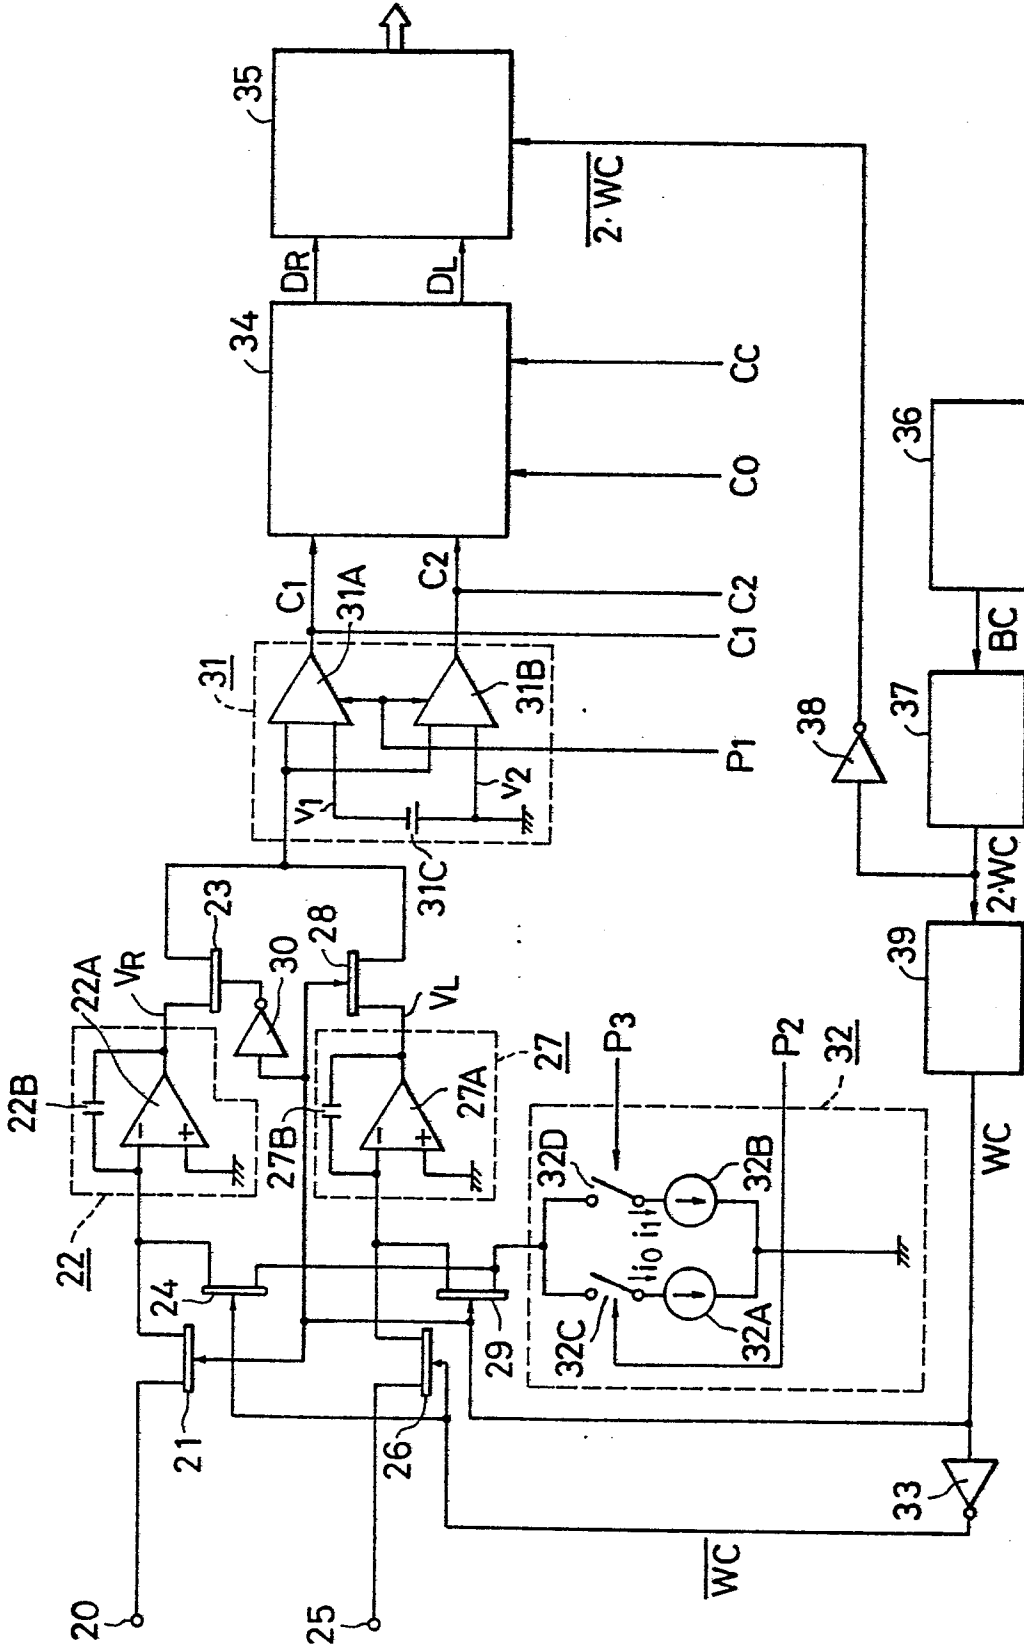 20
21
22
22B
22A
VR
23
24
30
25
26
27B
27
27A
VL
28
29
31
31A
31B
31C
V1
V2
C1
C2
P1
C1
C2
34
CO
CC
DR
DL
35
2·WC
32C
32D
i0
i1
32A
32B
32
P3
P2
33
WC
WC
39
2·WC
38
37
BC
36
-
+
-
+